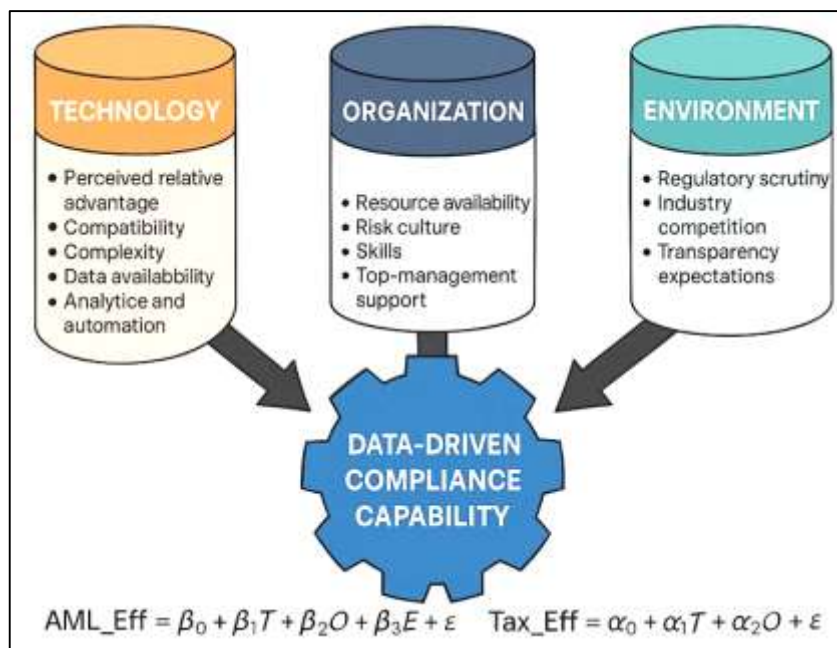 TECHNOLOGY
• Perceived relative
advantage
• Compatibility
• Complexity
• Data availabbility
• Analytice and
automation
ORGANIZATION
• Resource availability
• Risk culture
• Skills
• Top-management
support
ENVIRONMENT
• Regulatory scrutiny
• Industry
competition
• Transparency
expectations
DATA-DRIVEN
COMPLIANCE
CAPABILITY
AML_Eff = β₀ + β₁T + β₂O + β₃E + ε
Tax_Eff = α₀ + α₁T + α₂O + ε